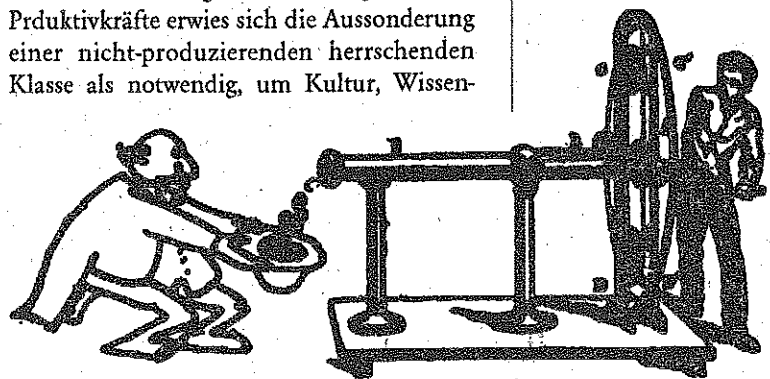 Prduktivkräfte erwies sich die Aussonderung
einer nicht-produzierenden herrschenden
Klasse als notwendig, um Kultur, Wissen-